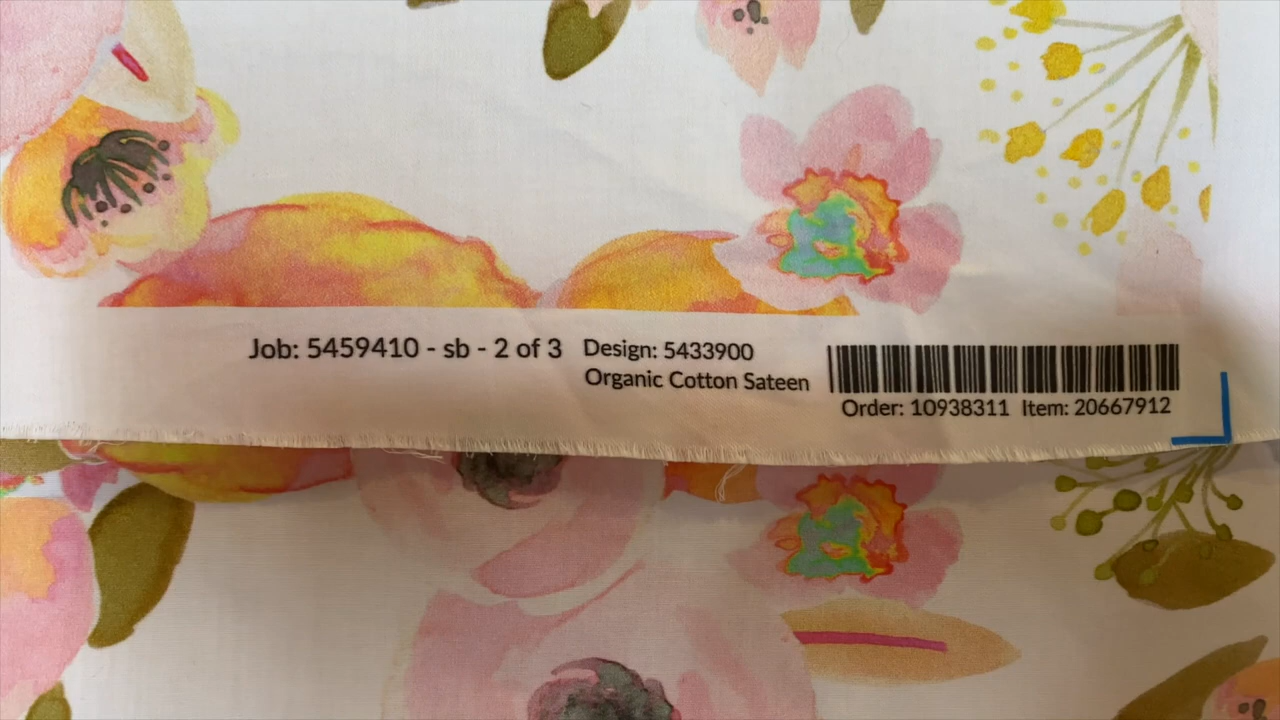 Job: 5459410 - sb - 2 of 3
Design: 5433900
Organic Cotton Sateen
Order: 10938311 Item: 20667912